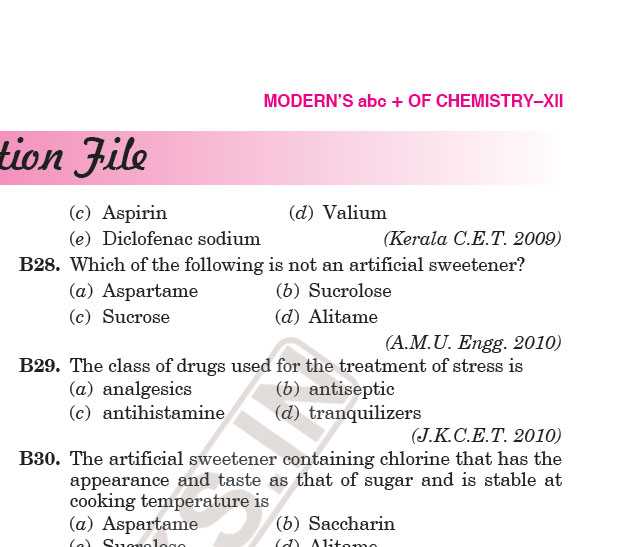 MODERN'S abc + OF CHEMISTRY–XII
tion File
(c) Aspirin (d) Valium
(e) Diclofenac sodium (Kerala C.E.T. 2009)
B28. Which of the following is not an artificial sweetener?
(a) Aspartame (b) Sucrolose
(c) Sucrose (d) Alitame
(A.M.U. Engg. 2010)
B29. The class of drugs used for the treatment of stress is
(a) analgesics (b) antiseptic
(c) antihistamine (d) tranquilizers
(J.K.C.E.T. 2010)
B30. The artificial sweetener containing chlorine that has the
appearance and taste as that of sugar and is stable at
cooking temperature is
(a) Aspartame (b) Saccharin
(c) Sucralose (d) Alitame